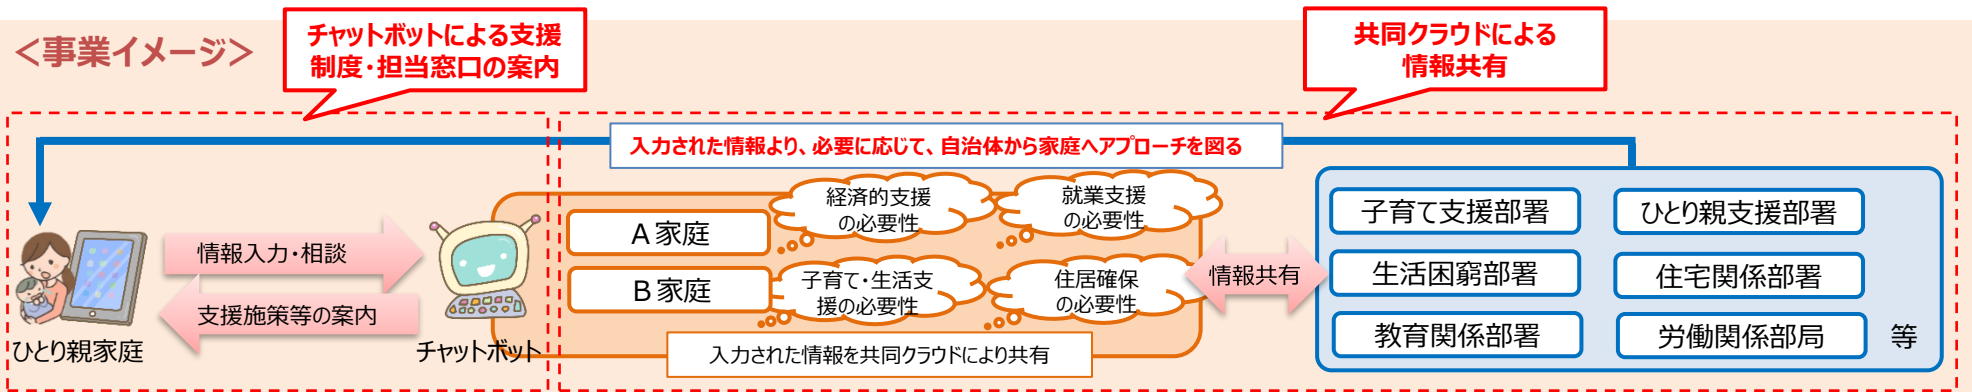 ＜事業イメージ＞
チャットボットによる支援
制度・担当窓口の案内
共同クラウドによる
情報共有
入力された情報より、必要に応じて、自治体から家庭へアプローチを図る
情報入力・相談
支援施策等の案内
ひとり親家庭
チャットボット
Ａ家庭
Ｂ家庭
経済的支援
の必要性
就業支援
の必要性
子育て・生活支
援の必要性
住居確保
の必要性
入力された情報を共同クラウドにより共有
情報共有
子育て支援部署
ひとり親支援部署
生活困窮部署
住宅関係部署
教育関係部署
労働関係部局
等